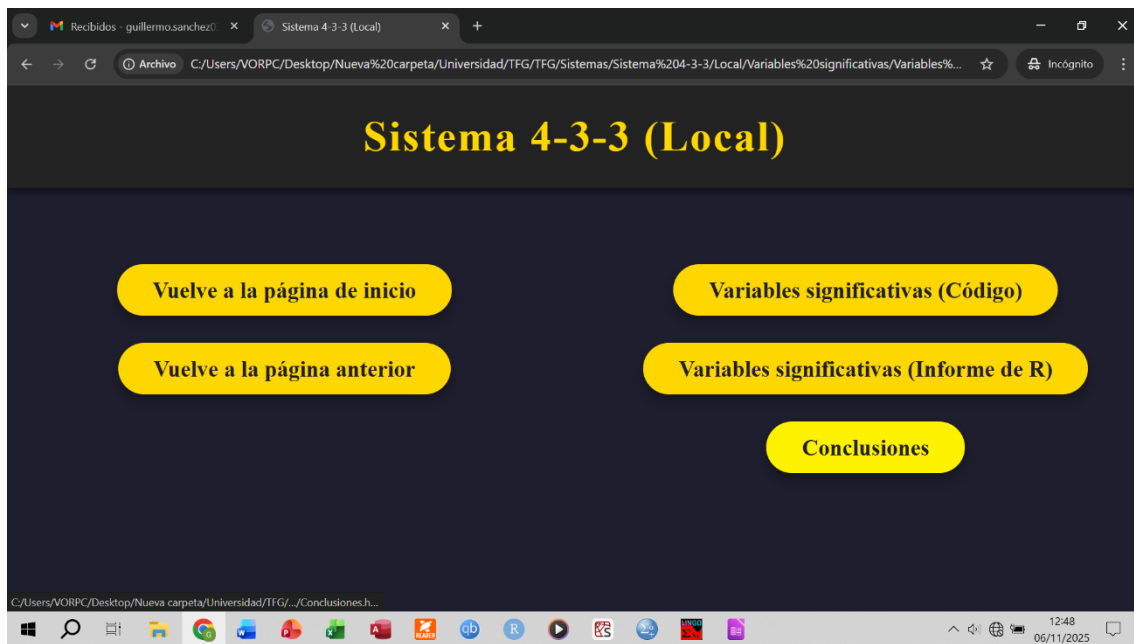 Recibidos - guillermo.sanchez0
Sistema 4-3-3 (Local)
Archivo C:/Users/VORPC/Desktop/Nueva%20carpeta/Universidad/TFG/TFG/Sistemas/Sistema%204-3-3/Local/Variables%20significativas/Variables%... Incógnito
Sistema 4-3-3 (Local)
Vuelve a la página de inicio
Variables significativas (Código)
Vuelve a la página anterior
Variables significativas (Informe de R)
Conclusiones
C:/Users/VORPC/Desktop/Nueva carpeta/Universidad/TFG/.../Conclusiones.h...
qb R LINGO
12:48
06/11/2025